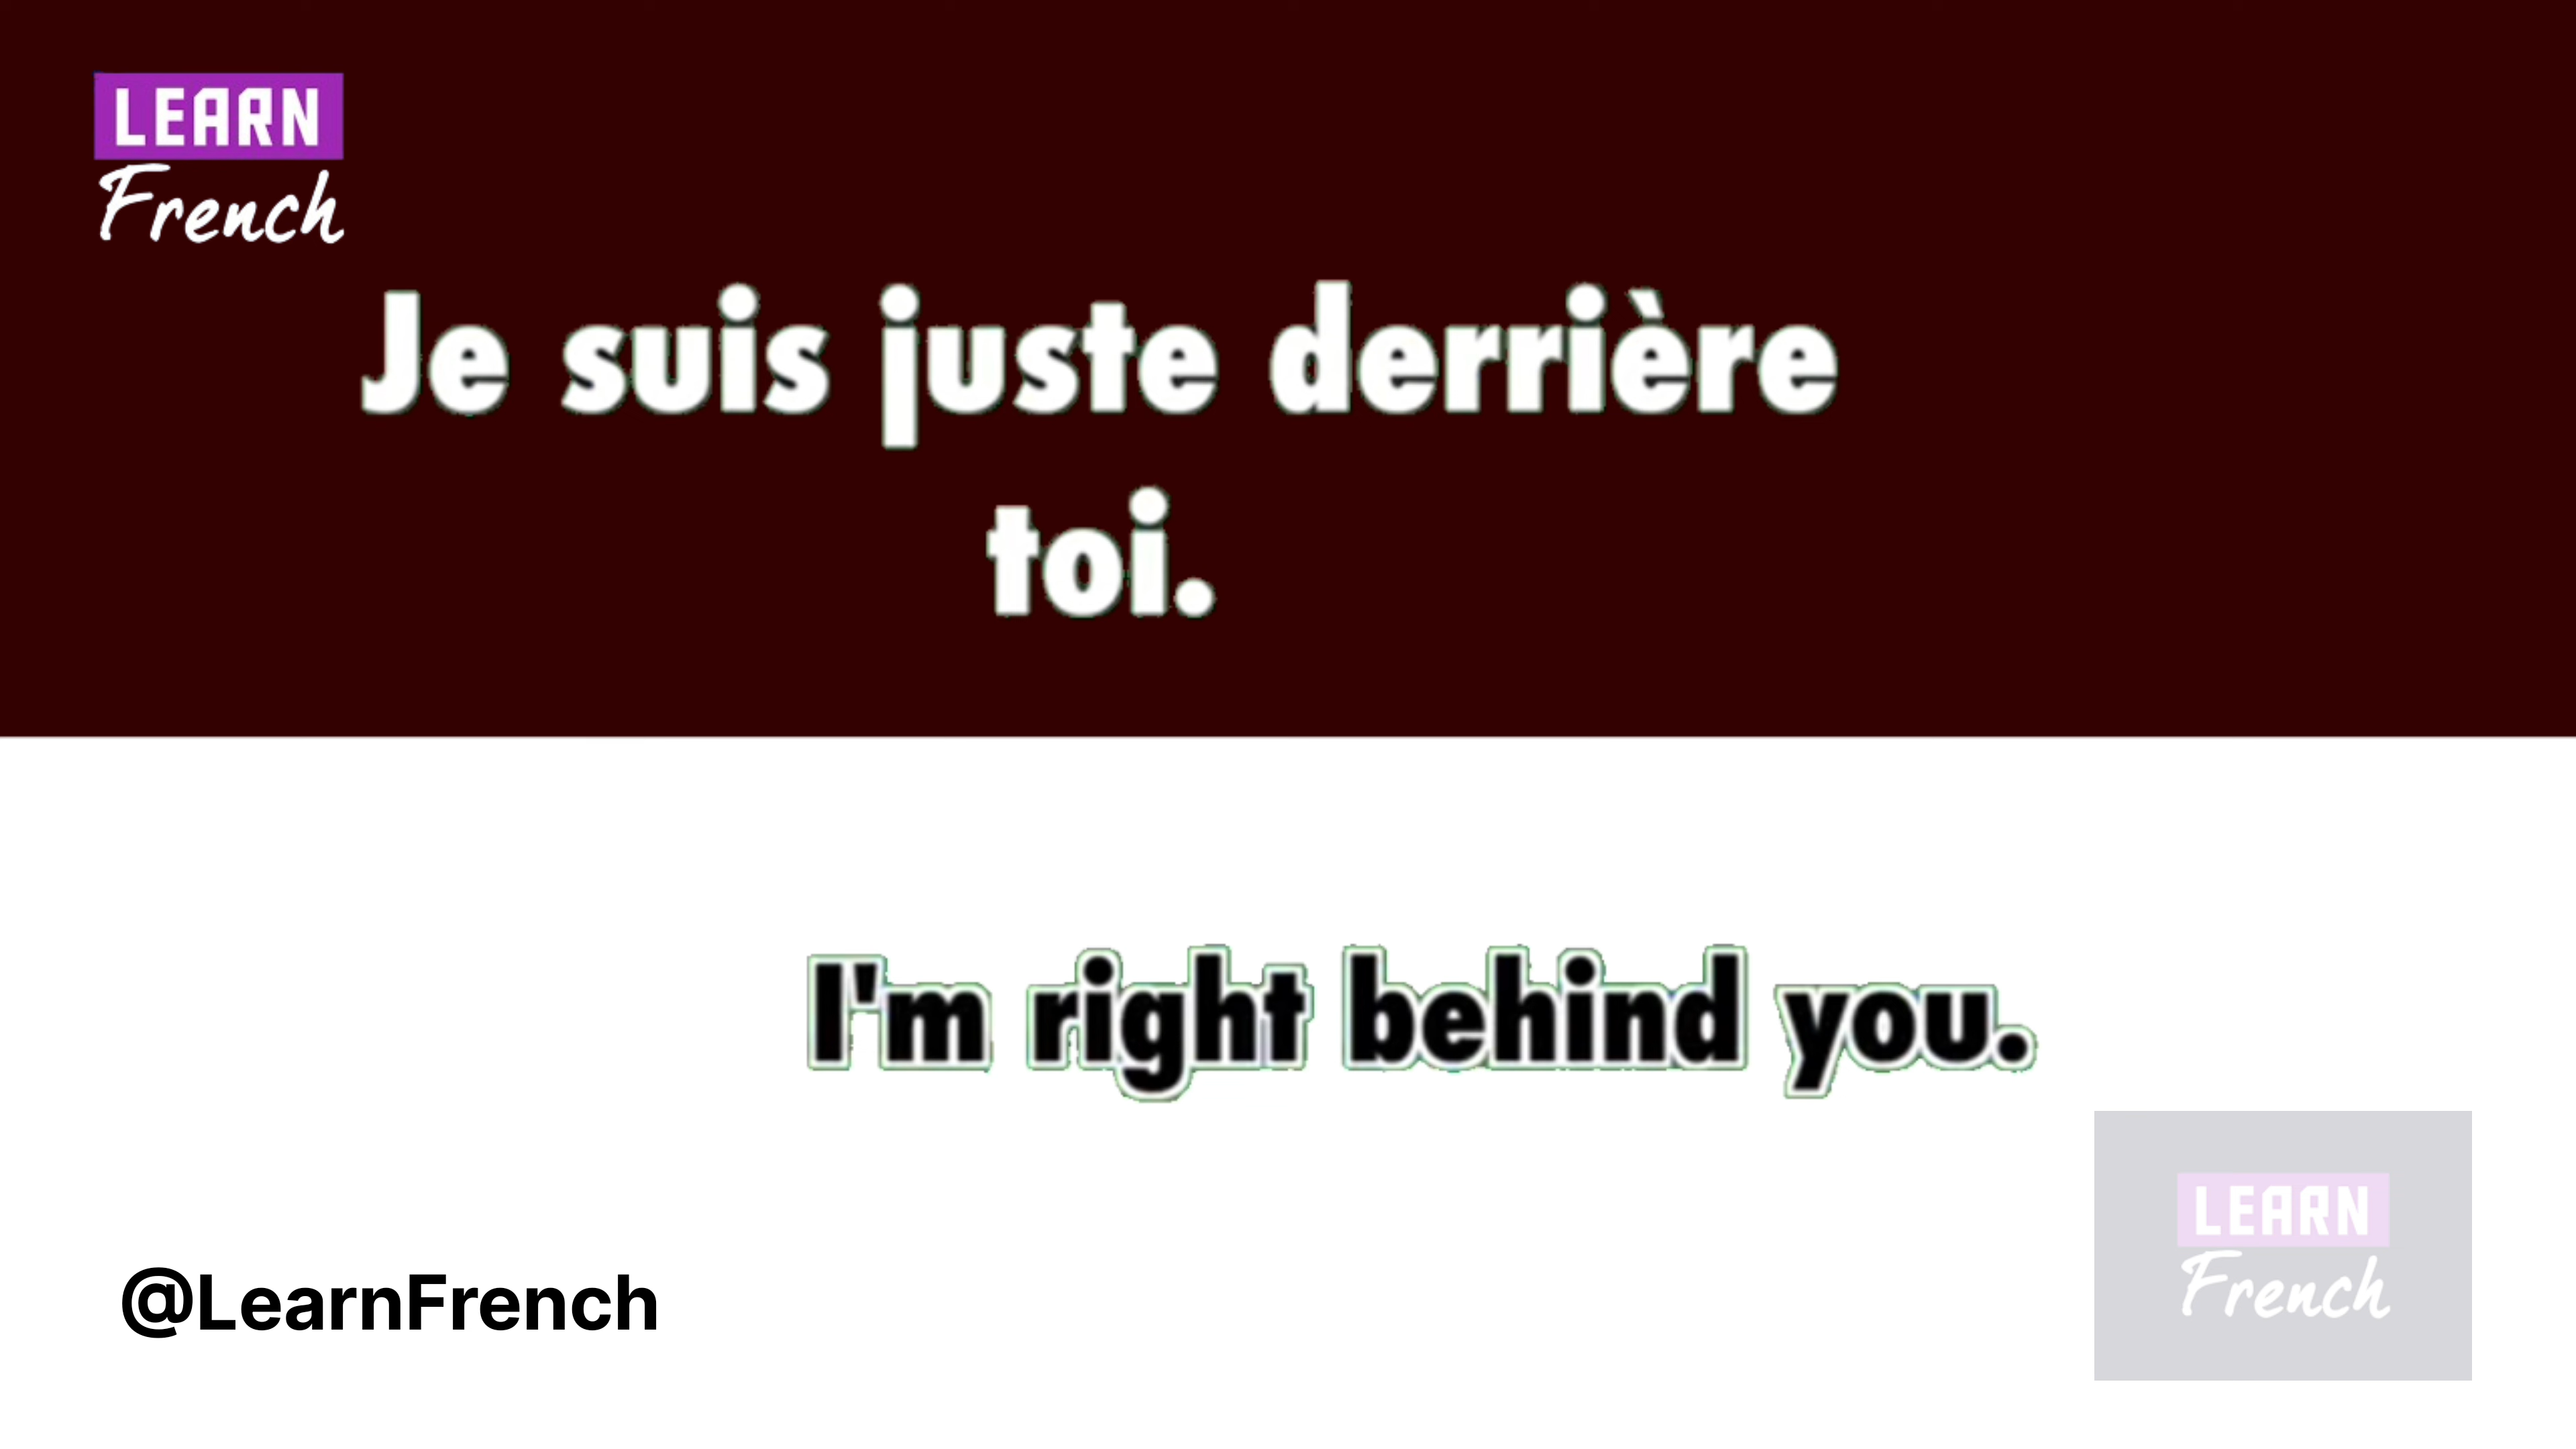 LEARN
French
Je suis juste derrière
toi.
I'm right behind you.
LEARN
French
@LearnFrench